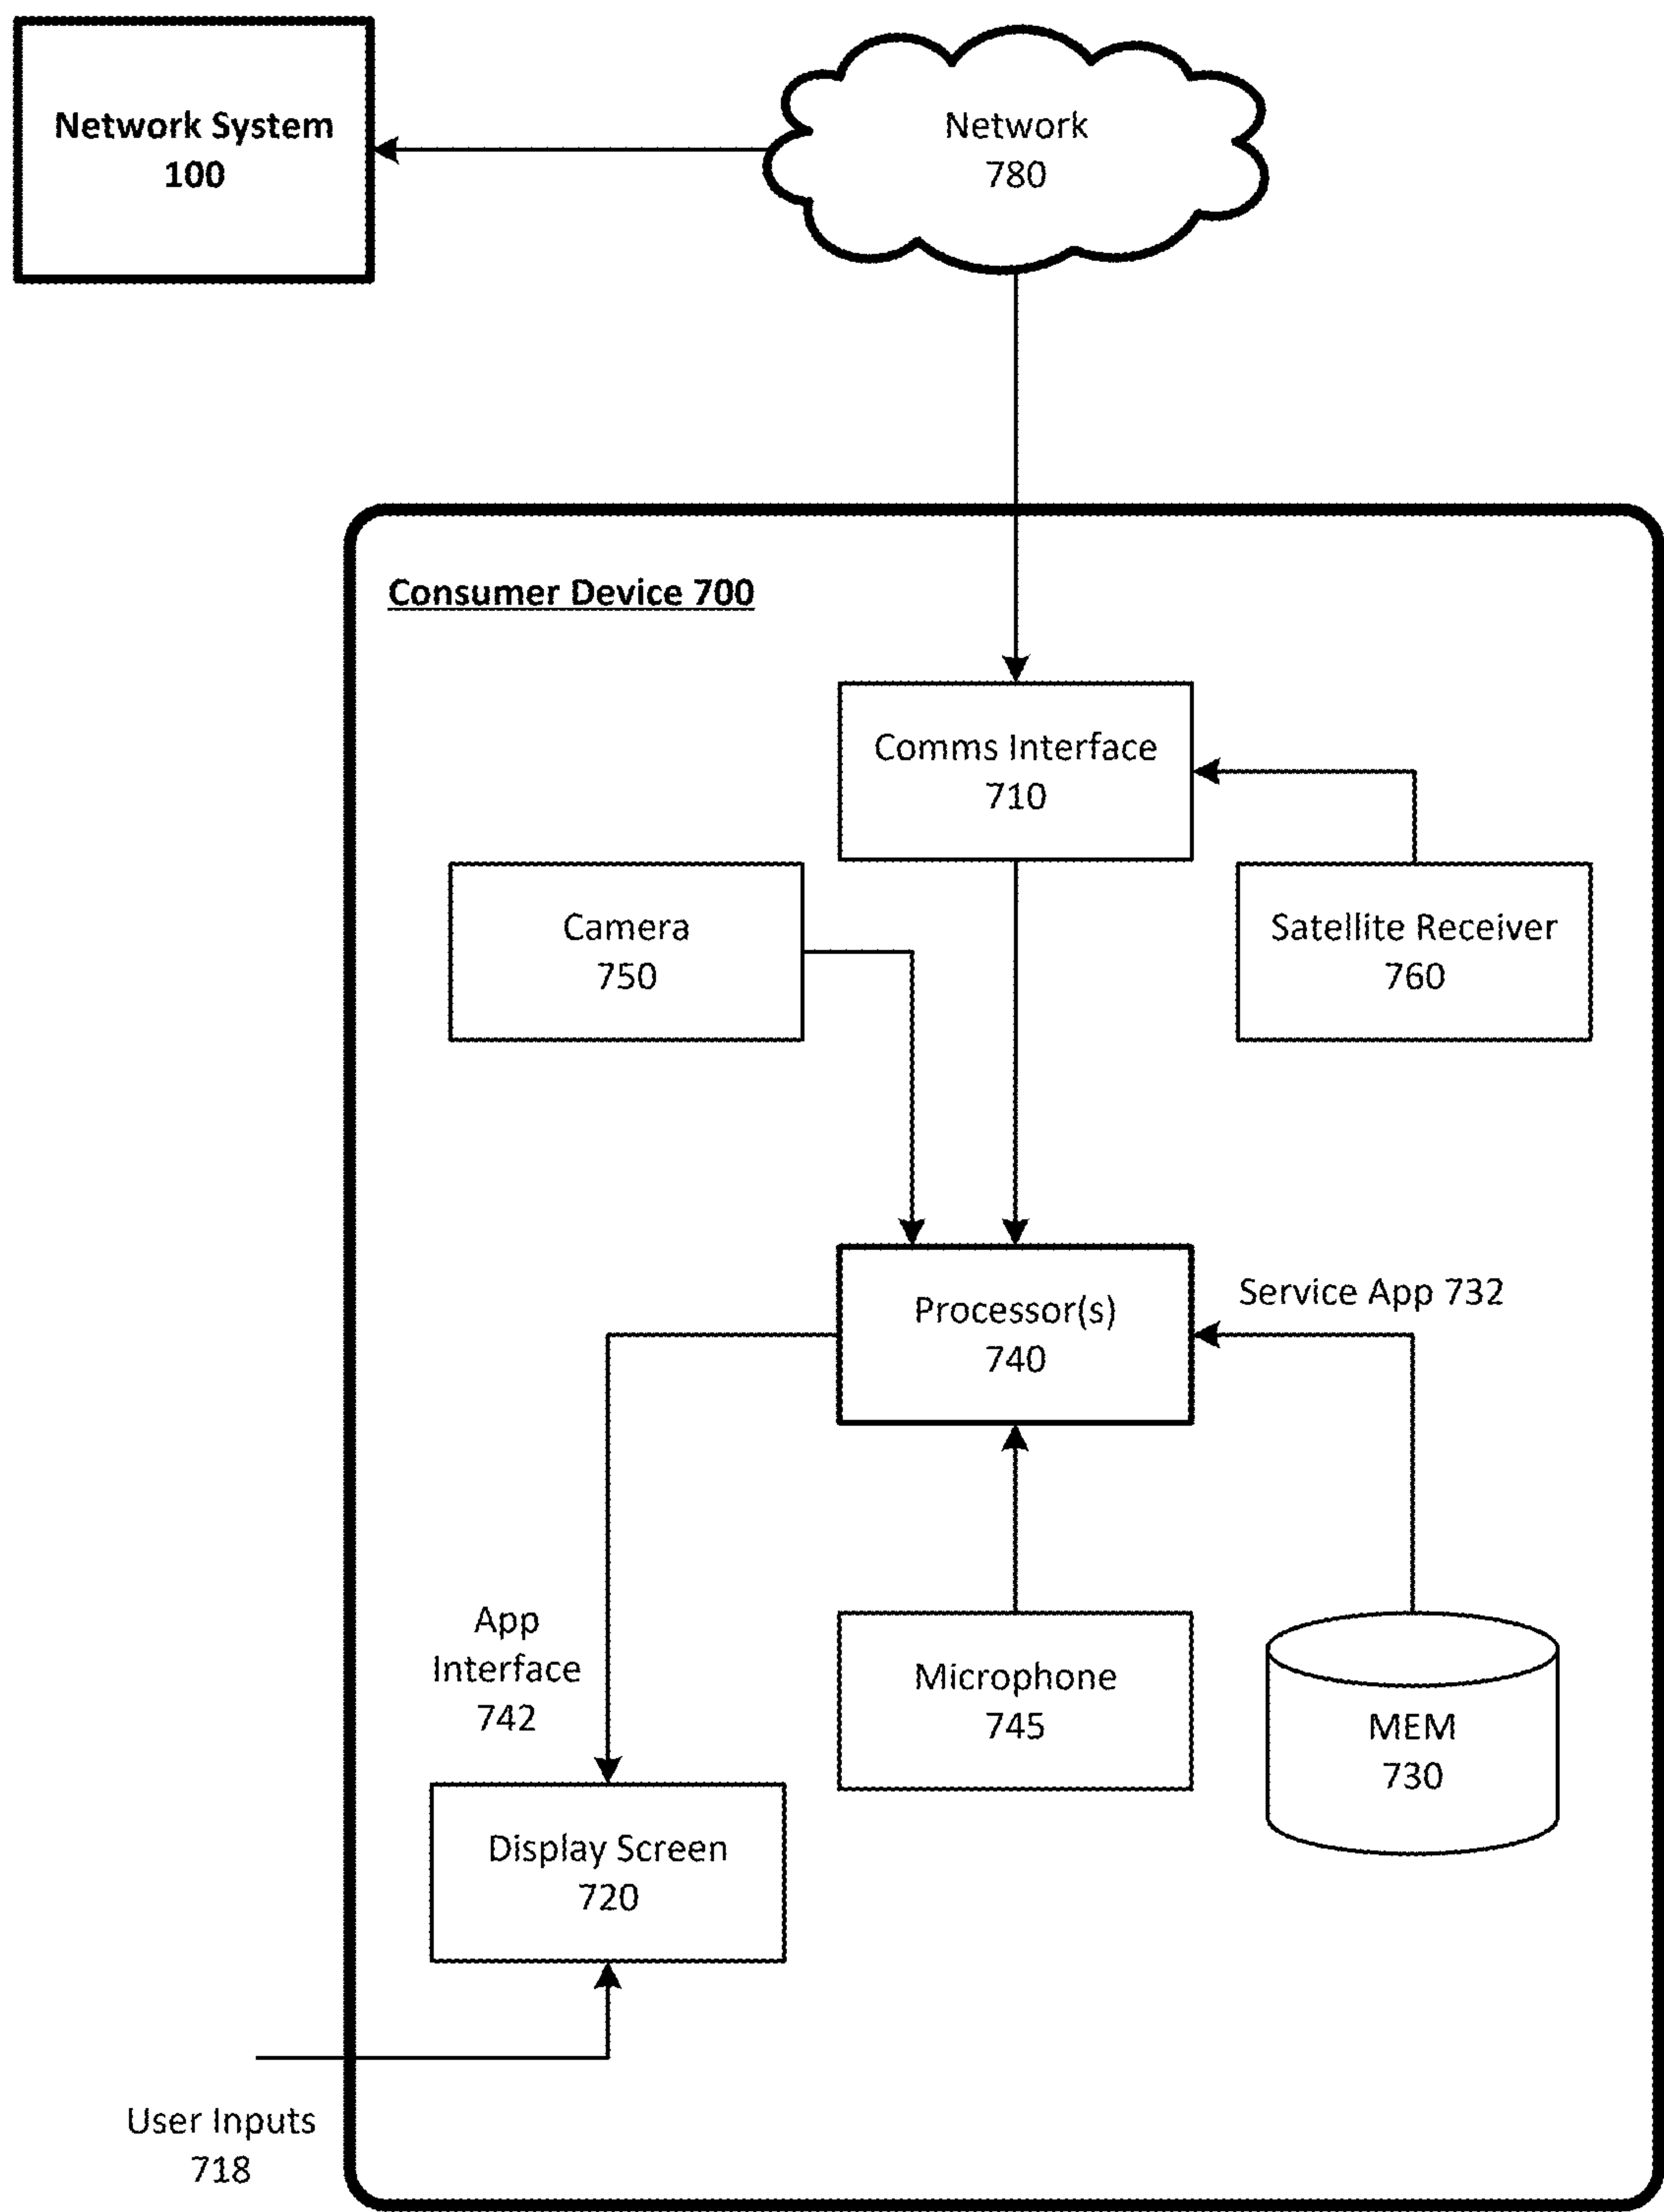 Network System
100
Network
780
Consumer Device 700
Comms Interface
710
Camera
750
Satellite Receiver
760
Processor(s)
740
Service App 732
App
Interface
742
Microphone
745
MEM
730
Display Screen
720
User Inputs
718